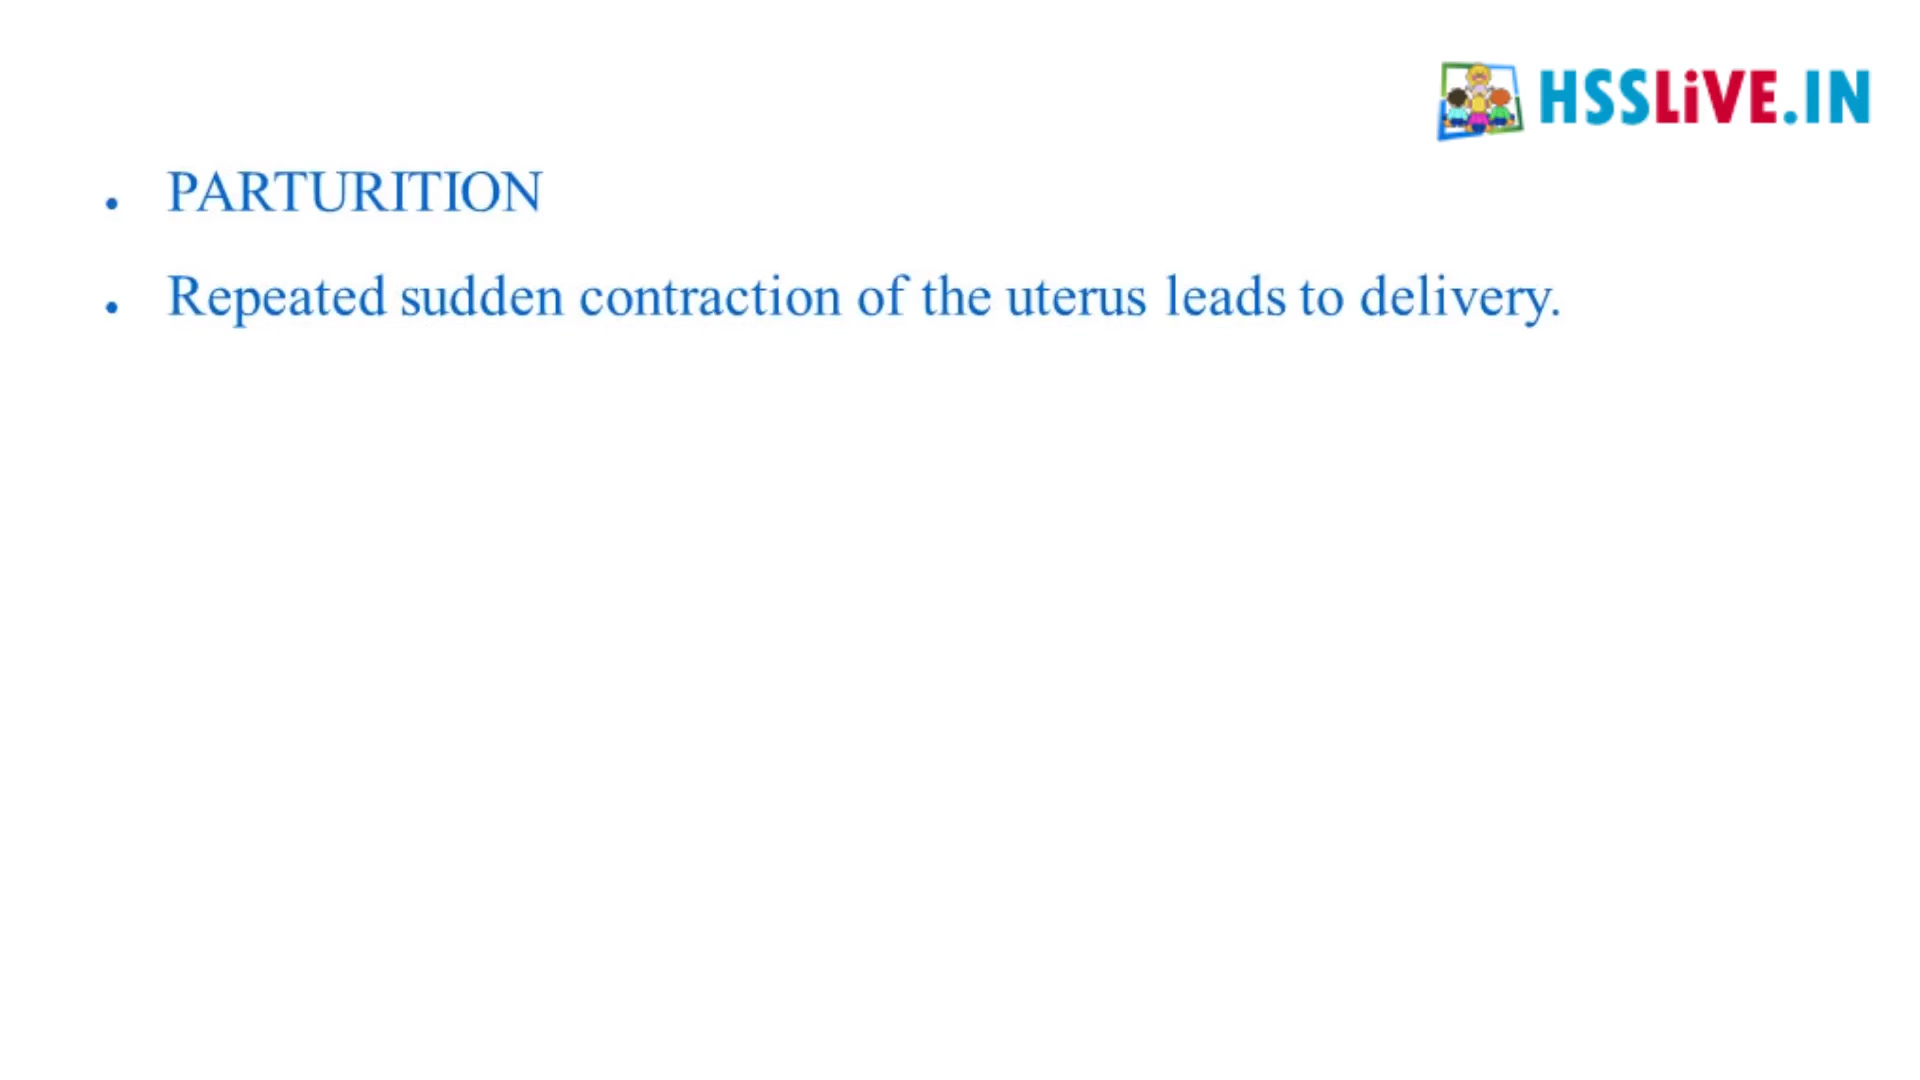 HSSLiVE.IN
• PARTURITION
• Repeated sudden contraction of the uterus leads to delivery.